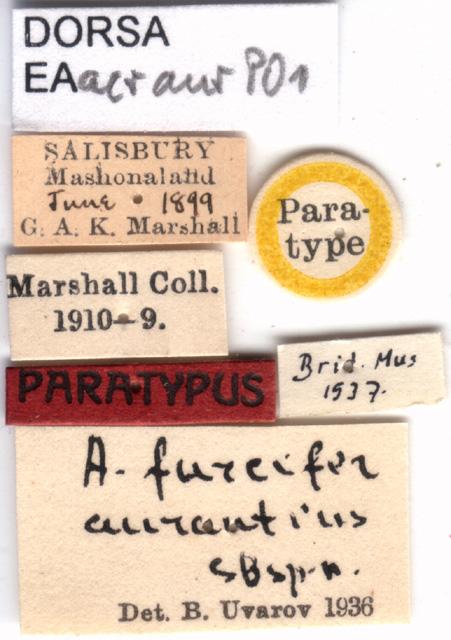 DORSA
EAacr aur P01
SALISBURY
Mashonaland
June 1899
G. A. K. Marshall
Para-
type
Marshall Coll.
1910-9.
PARATYPUS
Brid. Mus
1937.
A. furcifer
aurantius
sbsp. n.
Det. B. Uvarov 1936